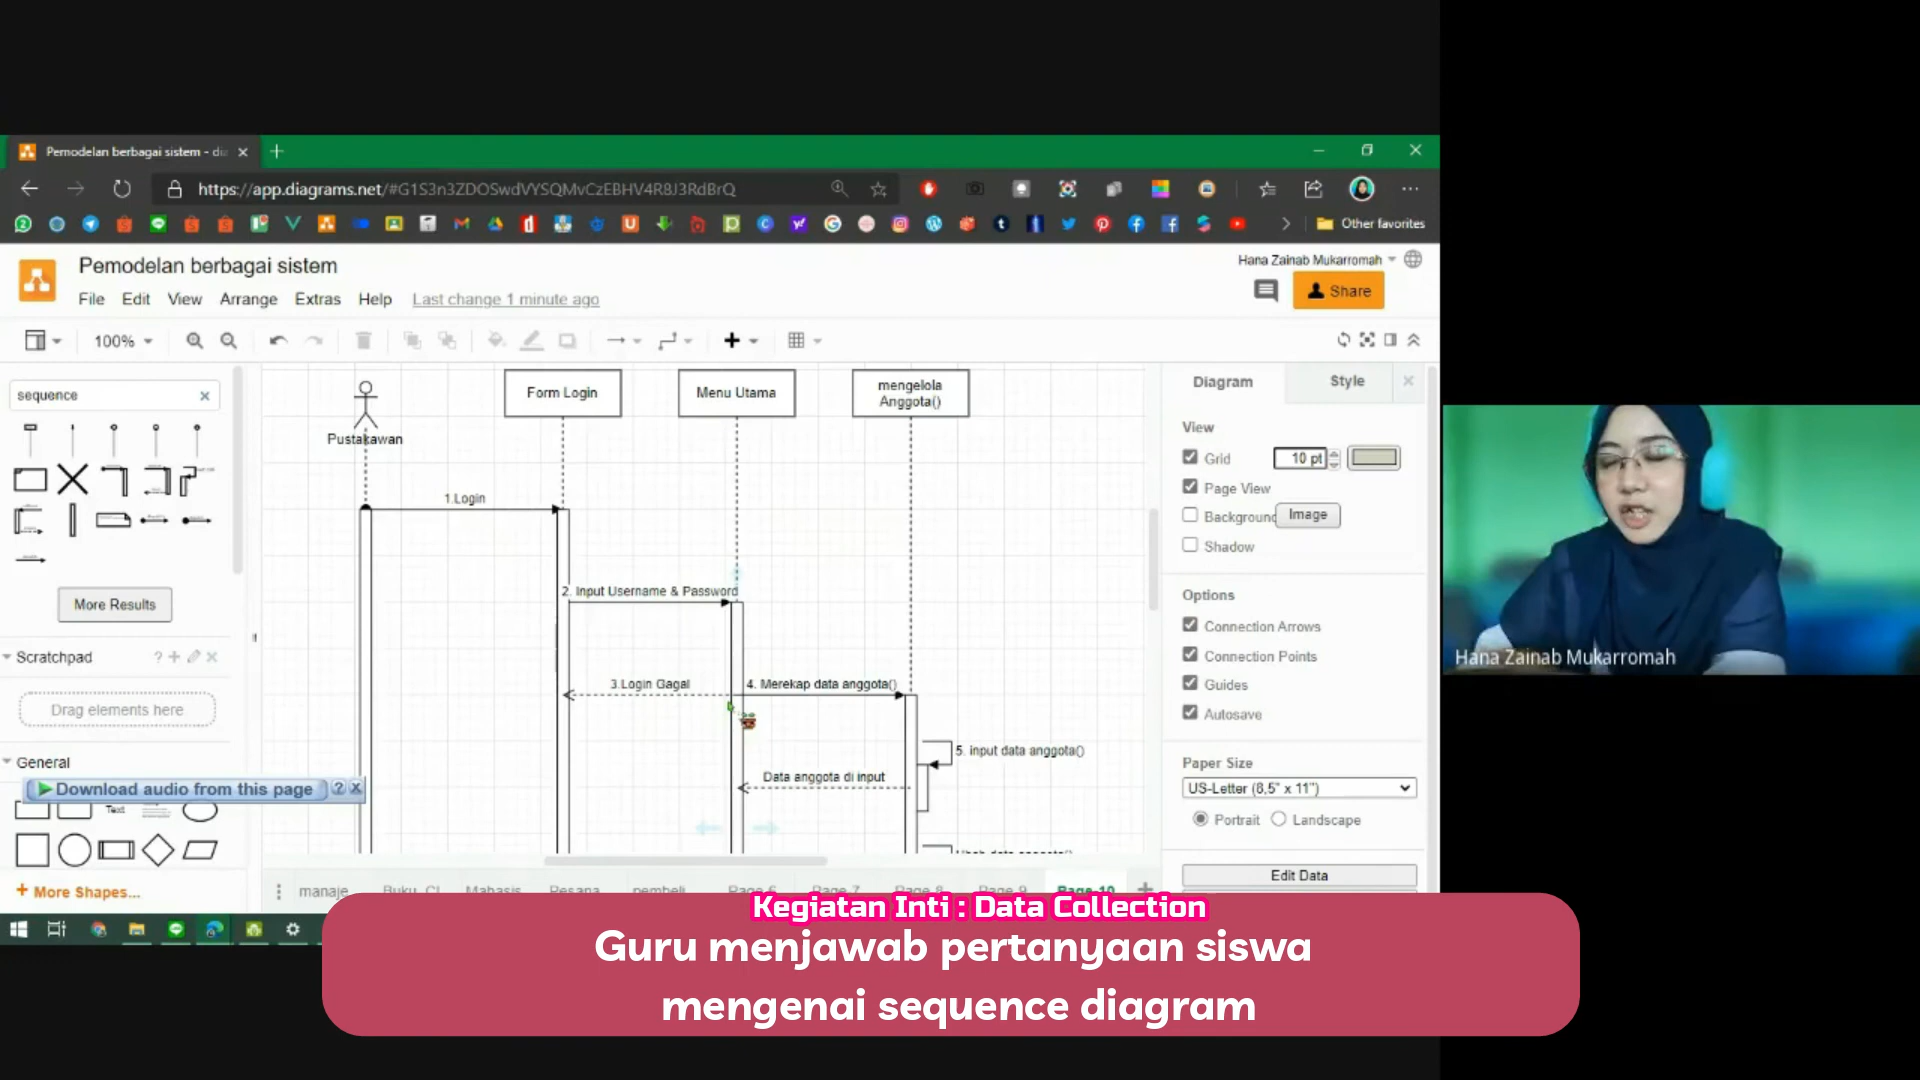 Pemodelan berbagai sistem - di
https://app.diagrams.net/#G1S3n3ZDOSwdVYSQMvCzEBHV4R8J3RdBrQ
Other favorites
Pemodelan berbagai sistem
Hana Zainab Mukarromah
File Edit View Arrange Extras Help Last change 1 minute ago
Share
100%
sequence
Pustakawan
Form Login
Menu Utama
mengelola
Anggota()
1.Login
2. Input Username & Password
3.Login Gagal
4. Merekap data anggota()
5. input data anggota()
Data anggota di input
More Results
Scratchpad
Drag elements here
General
Download audio from this page
Text
More Shapes...
Diagram Style
View
Grid 10 pt
Page View
Background Image
Shadow
Options
Connection Arrows
Connection Points
Guides
Autosave
Paper Size
US-Letter (8,5" x 11")
Portrait Landscape
Edit Data
manaje Page-10
Hana Zainab Mukarromah
Kegiatan Inti : Data Collection
Guru menjawab pertanyaan siswa
mengenai sequence diagram